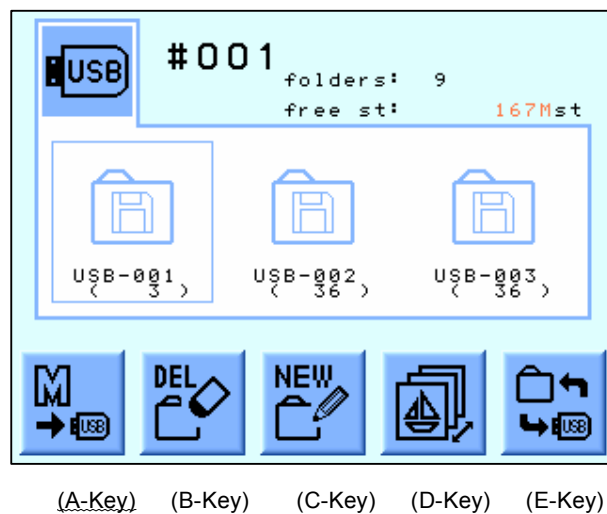 USB #001
folders: 9
free st: 167Mst
USB-001 USB-002 USB-003
( 3 ) ( 36 ) ( 36 )
M DEL NEW
USB USB
(A-Key) (B-Key) (C-Key) (D-Key) (E-Key)